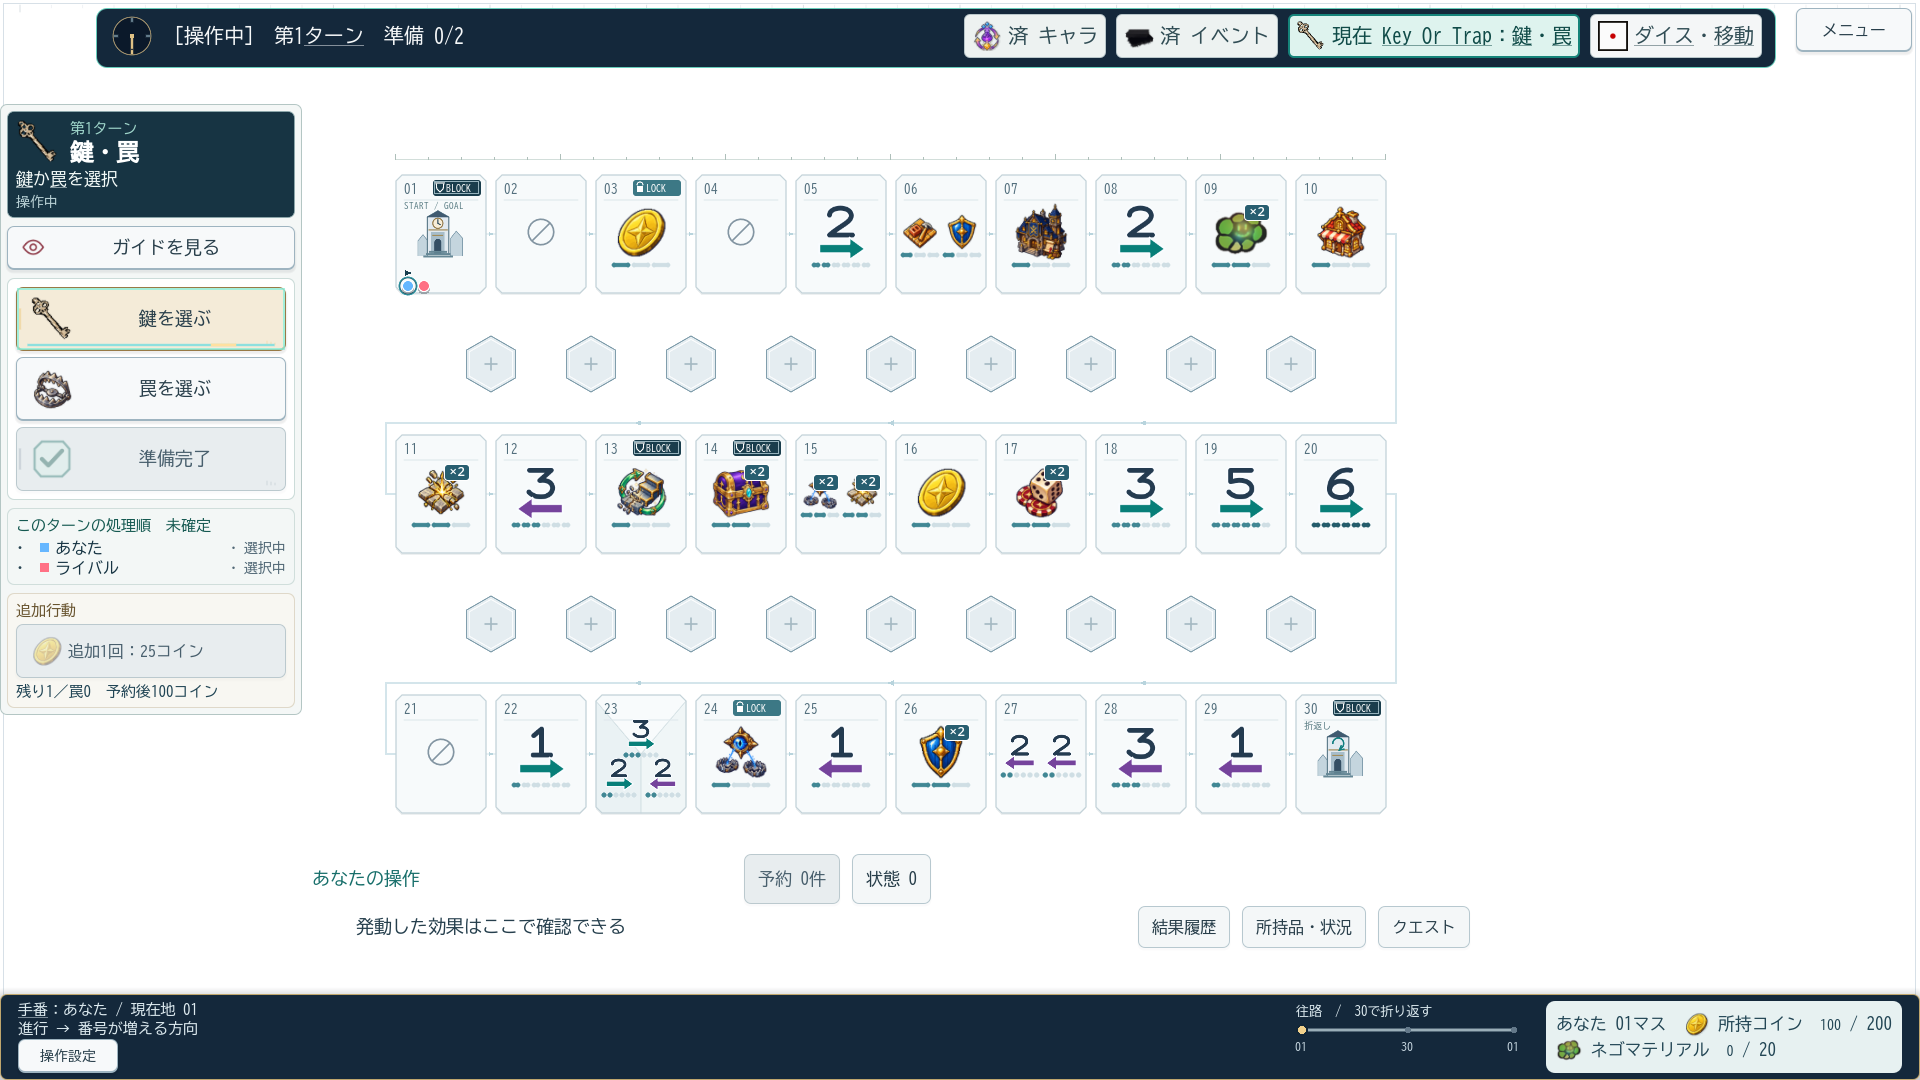 [操作中] 第1ターン 準備 0/2
済 キャラ
済 イベント
現在 Key Or Trap：鍵・罠
ダイス・移動
メニュー
第1ターン
鍵・罠
鍵か罠を選択
操作中
ガイドを見る
鍵を選ぶ
罠を選ぶ
準備完了
このターンの処理順 未確定
・ あなた ・ 選択中
・ ライバル ・ 選択中
追加行動
追加1回：25コイン
残り1／罠0 予約後100コイン
01 BLOCK
START / GOAL
02
03 LOCK
04
05
2
06
07
08
2
09
×2
10
11
×2
12
3
13 BLOCK
14 BLOCK
×2
15
×2 ×2
16
17
×2
18
3
19
5
20
6
21
22
1
23
3
2 2
24 LOCK
25
1
26
×2
27
2 2
28
3
29
1
30 BLOCK
折返し
あなたの操作
予約 0件
状態 0
発動した効果はここで確認できる
結果履歴
所持品・状況
クエスト
手番：あなた / 現在地 01
進行 → 番号が増える方向
操作設定
往路 / 30で折り返す
01 30 01
あなた 01マス 所持コイン 100 / 200
ネゴマテリアル 0 / 20